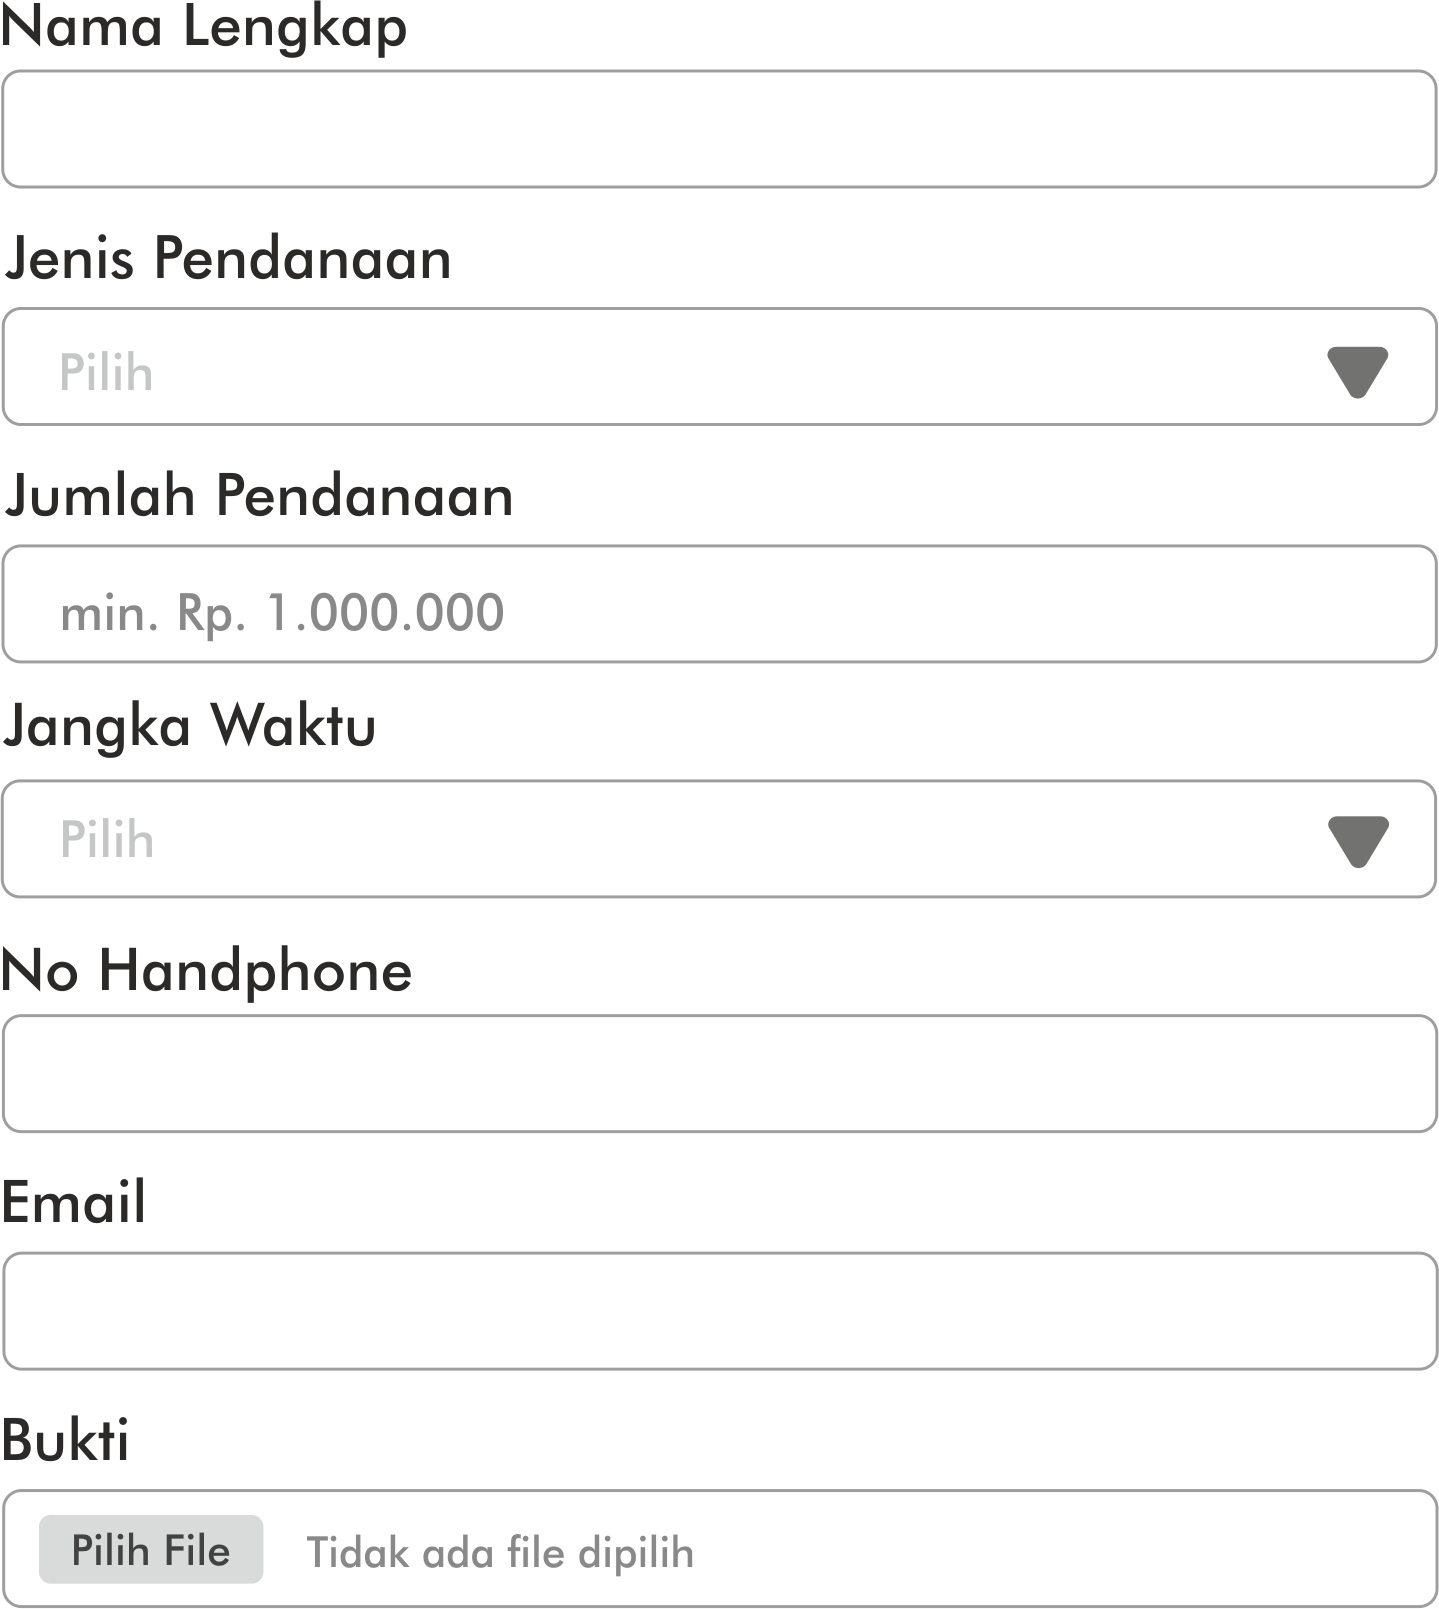 Nama Lengkap
Jenis Pendanaan
Pilih
Jumlah Pendanaan
min. Rp. 1.000.000
Jangka Waktu
Pilih
No Handphone
Email
Bukti
Pilih File Tidak ada file dipilih